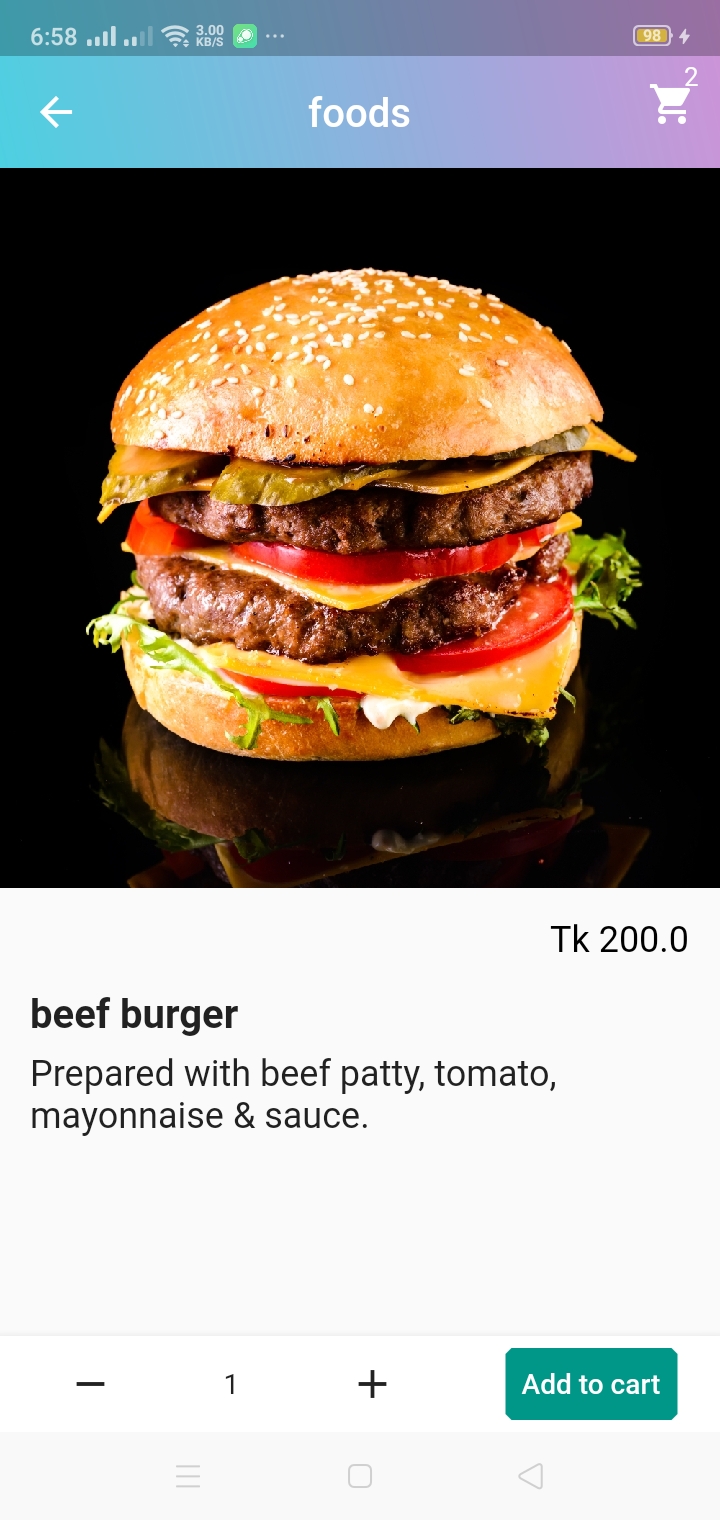 6:58 3.00 KB/S ... 98
foods 2
Tk 200.0
beef burger
Prepared with beef patty, tomato,
mayonnaise & sauce.
1 Add to cart